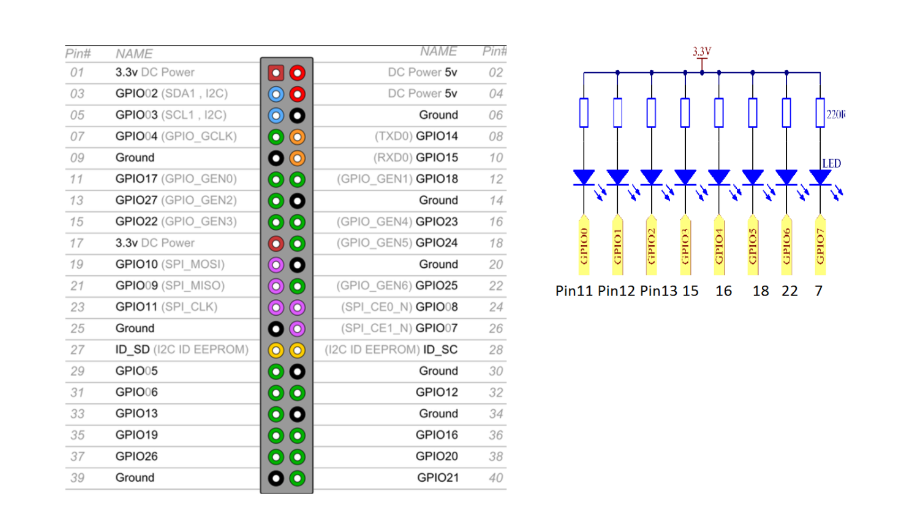 Pin# NAME NAME Pin#
01 3.3v DC Power DC Power 5v 02
03 GPIO02 (SDA1 , I2C) DC Power 5v 04
05 GPIO03 (SCL1 , I2C) Ground 06
07 GPIO04 (GPIO_GCLK) (TXD0) GPIO14 08
09 Ground (RXD0) GPIO15 10
11 GPIO17 (GPIO_GEN0) (GPIO_GEN1) GPIO18 12
13 GPIO27 (GPIO_GEN2) Ground 14
15 GPIO22 (GPIO_GEN3) (GPIO_GEN4) GPIO23 16
17 3.3v DC Power (GPIO_GEN5) GPIO24 18
19 GPIO10 (SPI_MOSI) Ground 20
21 GPIO09 (SPI_MISO) (GPIO_GEN6) GPIO25 22
23 GPIO11 (SPI_CLK) (SPI_CE0_N) GPIO08 24
25 Ground (SPI_CE1_N) GPIO07 26
27 ID_SD (I2C ID EEPROM) (I2C ID EEPROM) ID_SC 28
29 GPIO05 Ground 30
31 GPIO06 GPIO12 32
33 GPIO13 Ground 34
35 GPIO19 GPIO16 36
37 GPIO26 GPIO20 38
39 Ground GPIO21 40
3.3V
220R
LED
GPIO0 GPIO1 GPIO2 GPIO3 GPIO4 GPIO5 GPIO6 GPIO7
Pin11 Pin12 Pin13 15 16 18 22 7